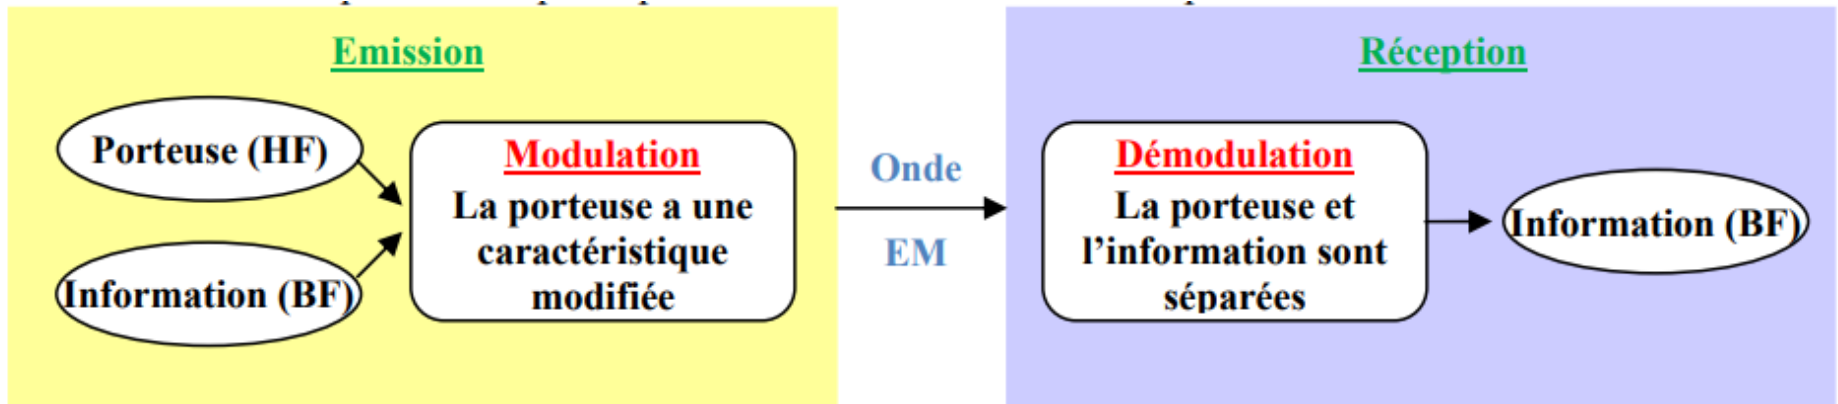 Emission
Porteuse (HF)
Information (BF)
Modulation
La porteuse a une
caractéristique
modifiée
Onde
EM
Réception
Démodulation
La porteuse et
l'information sont
séparées
Information (BF)